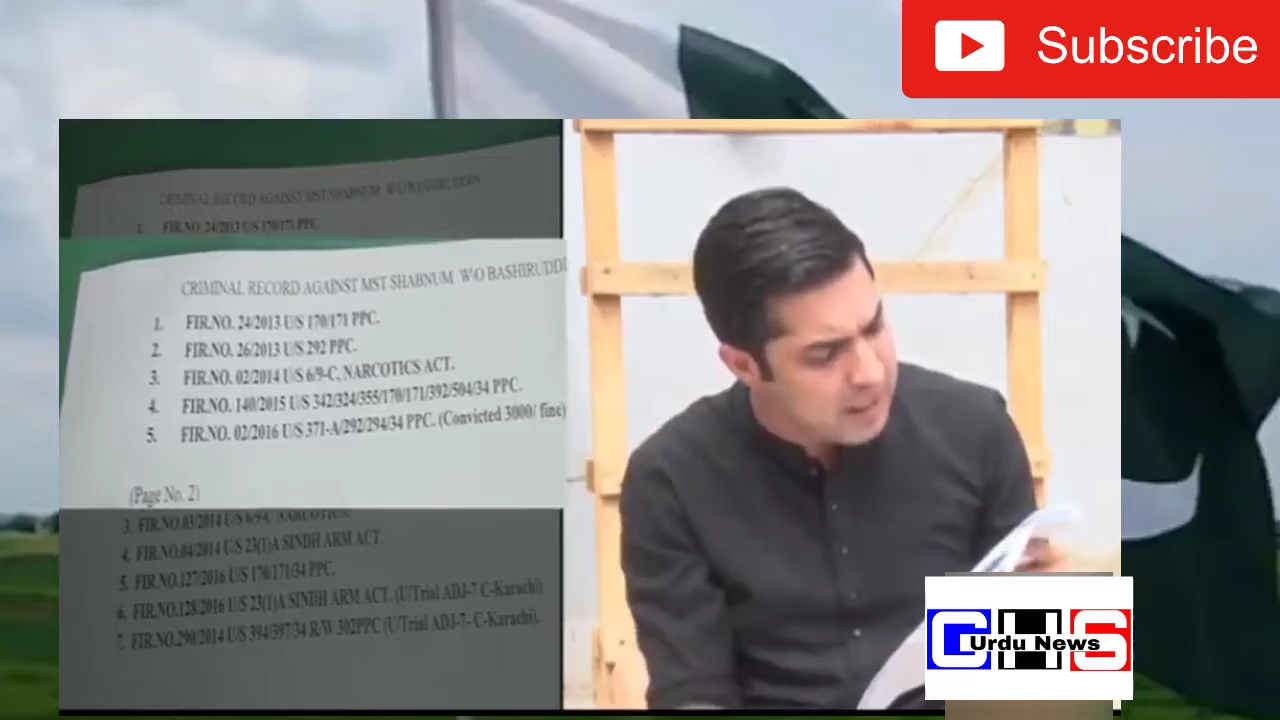 Subscribe
CRIMINAL RECORD AGAINST MST SHABNUM W/O BASHIRUDDIN
1. FIR.NO. 24/2013 U/S 170/171 PPC.
CRIMINAL RECORD AGAINST MST SHABNUM W/O BASHIRUDDI
1. FIR.NO. 24/2013 U/S 170/171 PPC.
2. FIR.NO. 26/2013 U/S 292 PPC.
3. FIR.NO. 02/2014 U/S 6/9-C, NARCOTICS ACT.
4. FIR.NO. 140/2015 U/S 342/324/355/170/171/392/504/34 PPC.
5. FIR.NO. 02/2016 U/S 371-A/292/294/34 PPC. (Convicted 3000/ fine)
(Page No. 2)
3. FIR.NO.03/2014 U/S 6/9-C NARCOTICS.
4. FIR.NO.04/2014 U/S 23(1)A SINDH ARM ACT.
5. FIR.NO.127/2016 U/S 170/171/34 PPC.
6. FIR.NO.128/2016 U/S 23(1)A SINDH ARM ACT. (U/Trial ADJ-7 C-Karachi)
7. FIR.NO.290/2014 U/S 394/397/34 R/W 302PPC (U/Trial ADJ-7- C-Karachi).
GHS
Urdu News